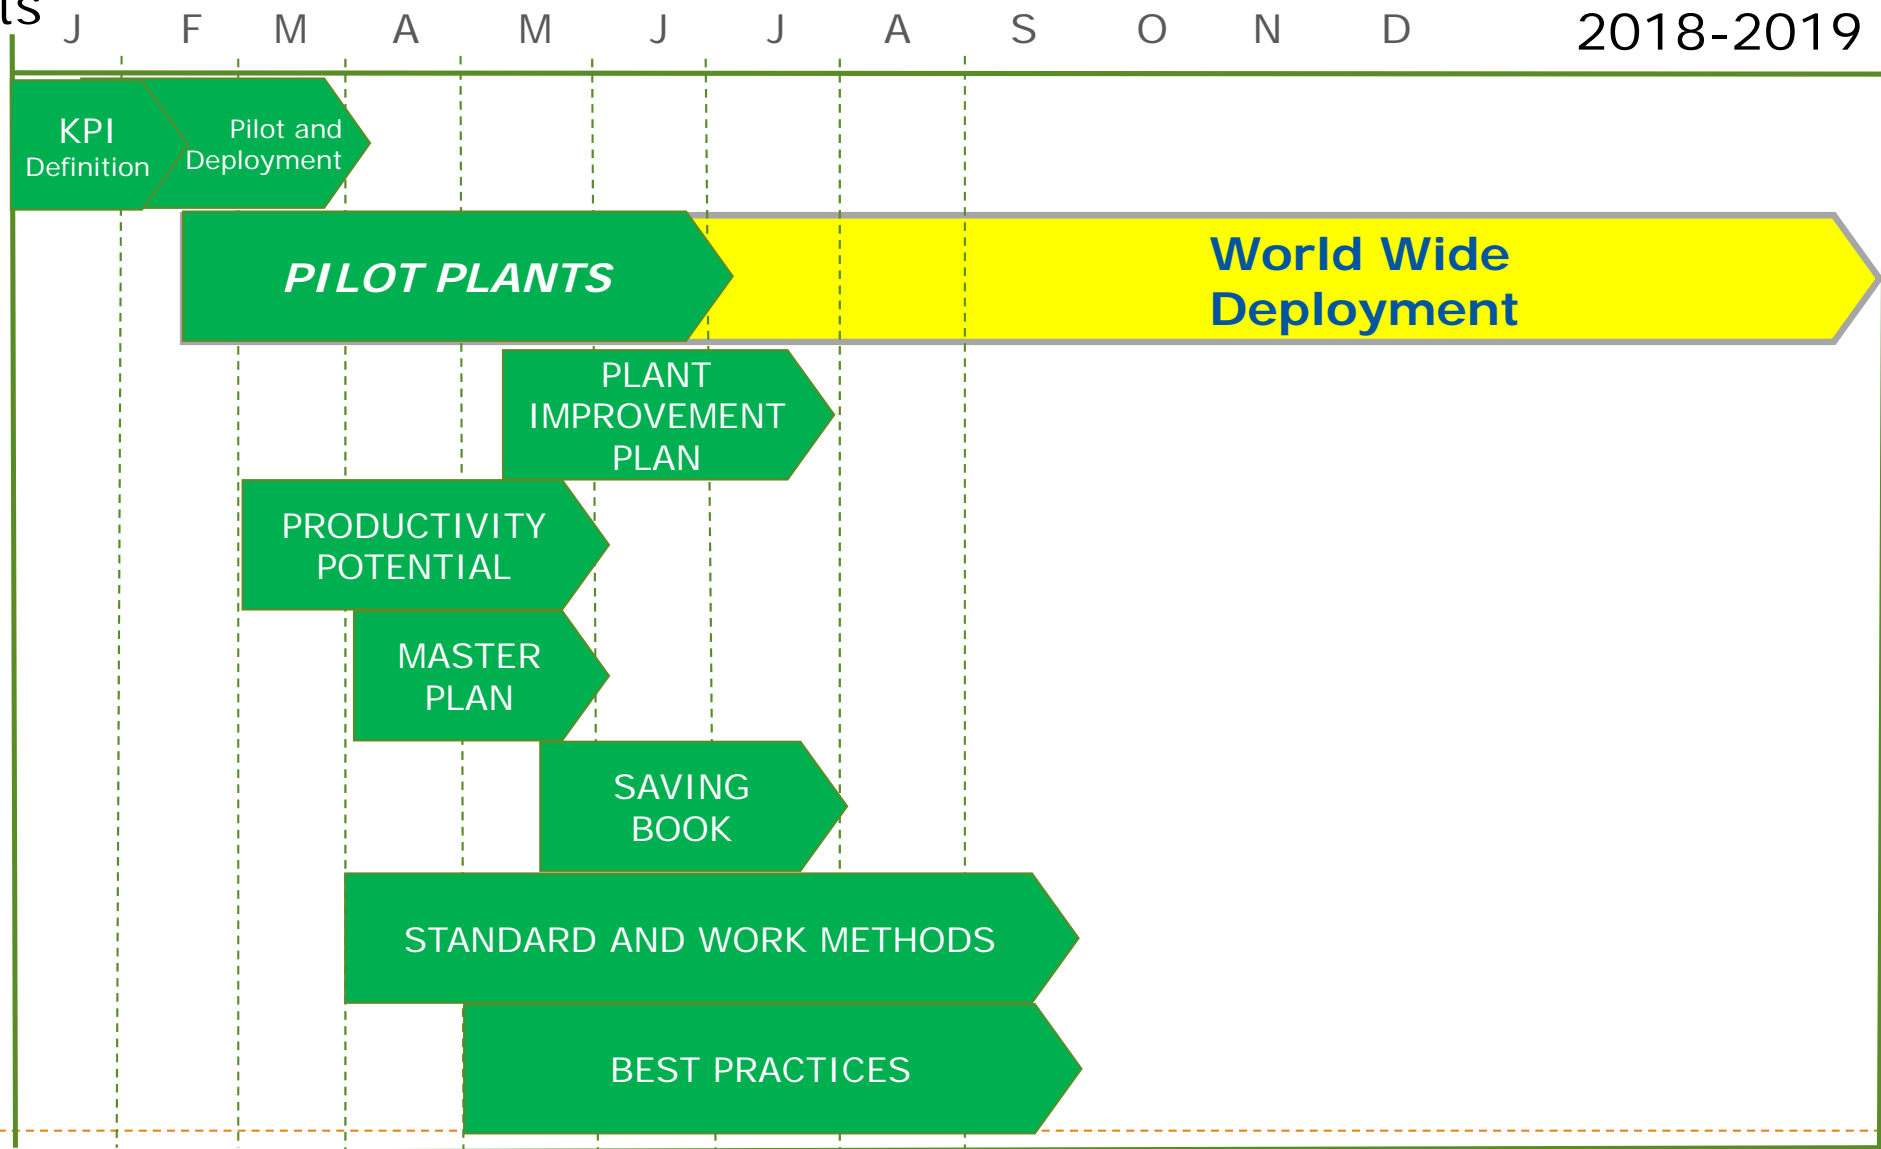 J F M A M J J A S O N D 2018-2019
KPI
Definition
Pilot and
Deployment
PILOT PLANTS
World Wide
Deployment
PLANT
IMPROVEMENT
PLAN
PRODUCTIVITY
POTENTIAL
MASTER
PLAN
SAVING
BOOK
STANDARD AND WORK METHODS
BEST PRACTICES